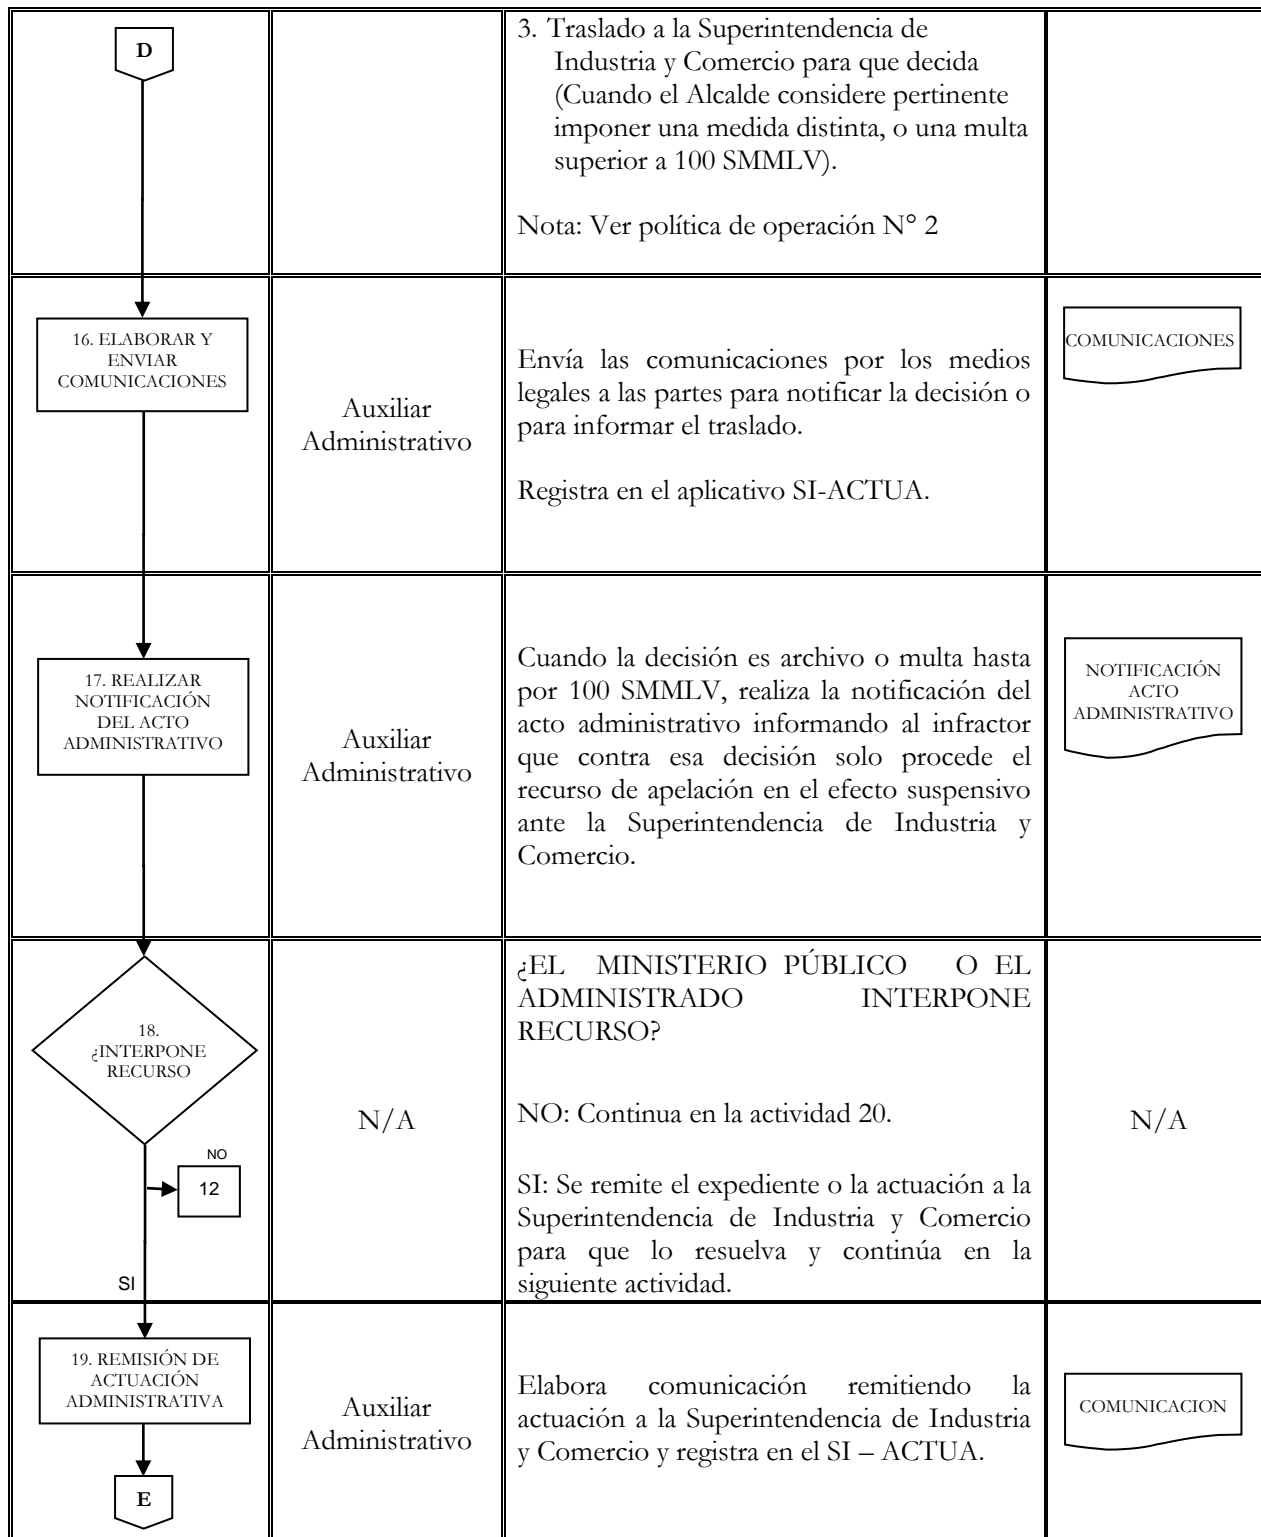 D
3. Traslado a la Superintendencia de
Industria y Comercio para que decida
(Cuando el Alcalde considere pertinente
imponer una medida distinta, o una multa
superior a 100 SMMLV).
Nota: Ver política de operación N° 2
16. ELABORAR Y
ENVIAR
COMUNICACIONES
Auxiliar
Administrativo
Envía las comunicaciones por los medios
legales a las partes para notificar la decisión o
para informar el traslado.
Registra en el aplicativo SI-ACTUA.
COMUNICACIONES
17. REALIZAR
NOTIFICACIÓN
DEL ACTO
ADMINISTRATIVO
Auxiliar
Administrativo
Cuando la decisión es archivo o multa hasta
por 100 SMMLV, realiza la notificación del
acto administrativo informando al infractor
que contra esa decisión solo procede el
recurso de apelación en el efecto suspensivo
ante la Superintendencia de Industria y
Comercio.
NOTIFICACIÓN
ACTO
ADMINISTRATIVO
18.
¿INTERPONE
RECURSO
NO
12
SI
N/A
¿EL MINISTERIO PÚBLICO O EL
ADMINISTRADO INTERPONE
RECURSO?
NO: Continua en la actividad 20.
SI: Se remite el expediente o la actuación a la
Superintendencia de Industria y Comercio
para que lo resuelva y continúa en la
siguiente actividad.
N/A
19. REMISIÓN DE
ACTUACIÓN
ADMINISTRATIVA
E
Auxiliar
Administrativo
Elabora comunicación remitiendo la
actuación a la Superintendencia de Industria
y Comercio y registra en el SI – ACTUA.
COMUNICACION